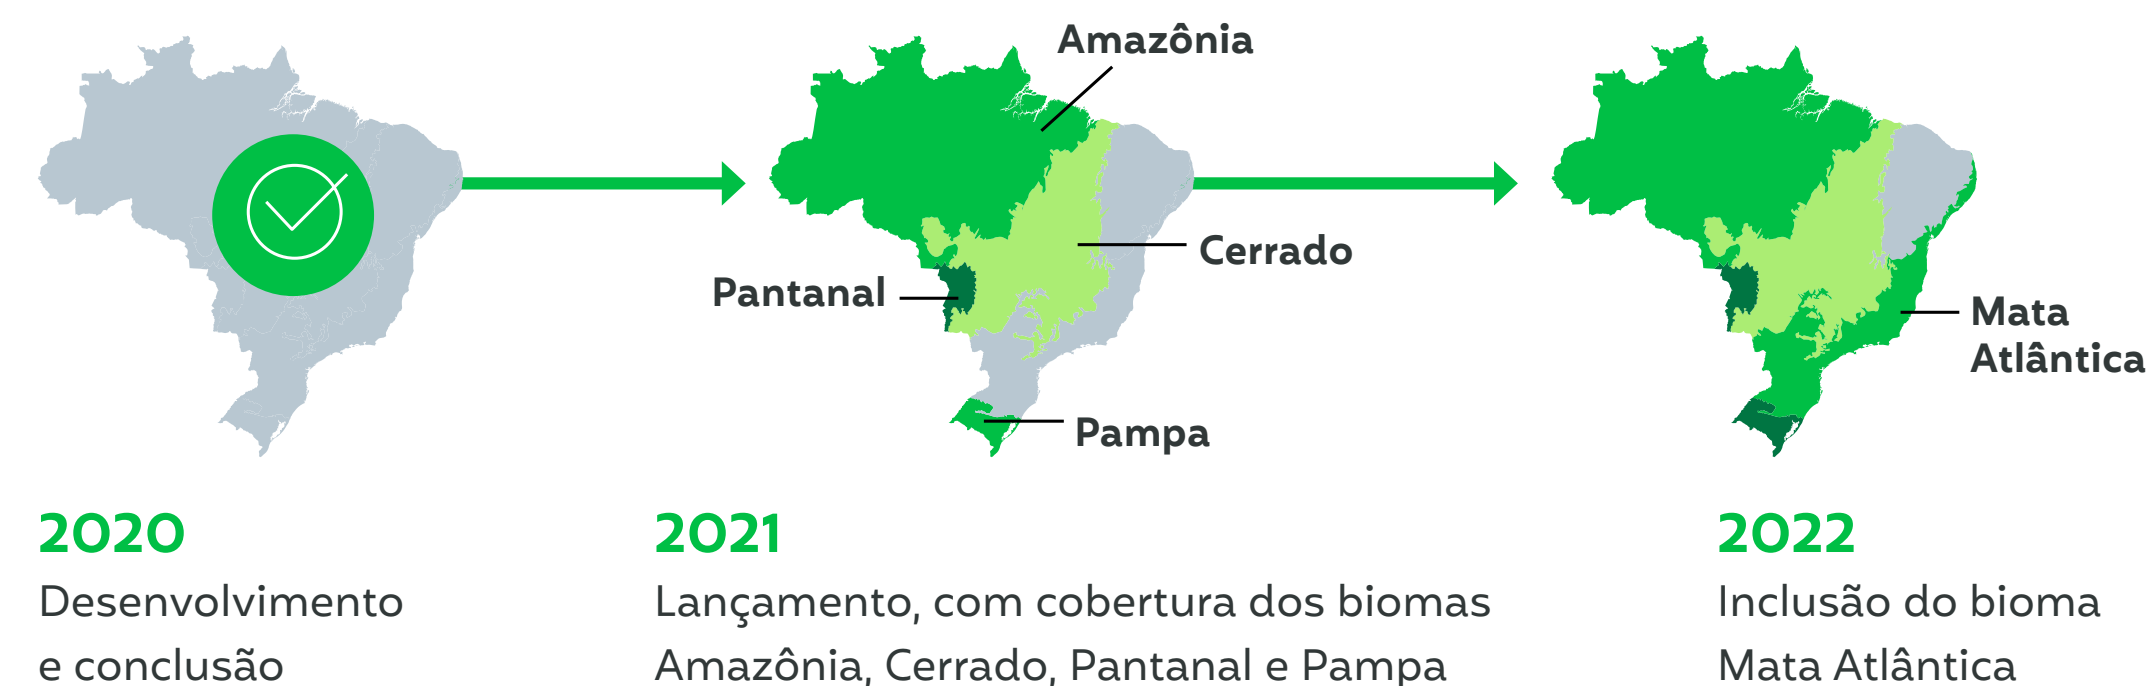 Amazônia
Cerrado
Pantanal
Pampa
Mata
Atlântica
2020
Desenvolvimento
e conclusão
2021
Lançamento, com cobertura dos biomas
Amazônia, Cerrado, Pantanal e Pampa
2022
Inclusão do bioma
Mata Atlântica